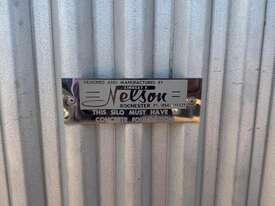 DESIGNED AND MANUFACTURED BY
Nelson
ROCHESTER
THIS SILO MUST HAVE
CONCRETE FOUNDATION